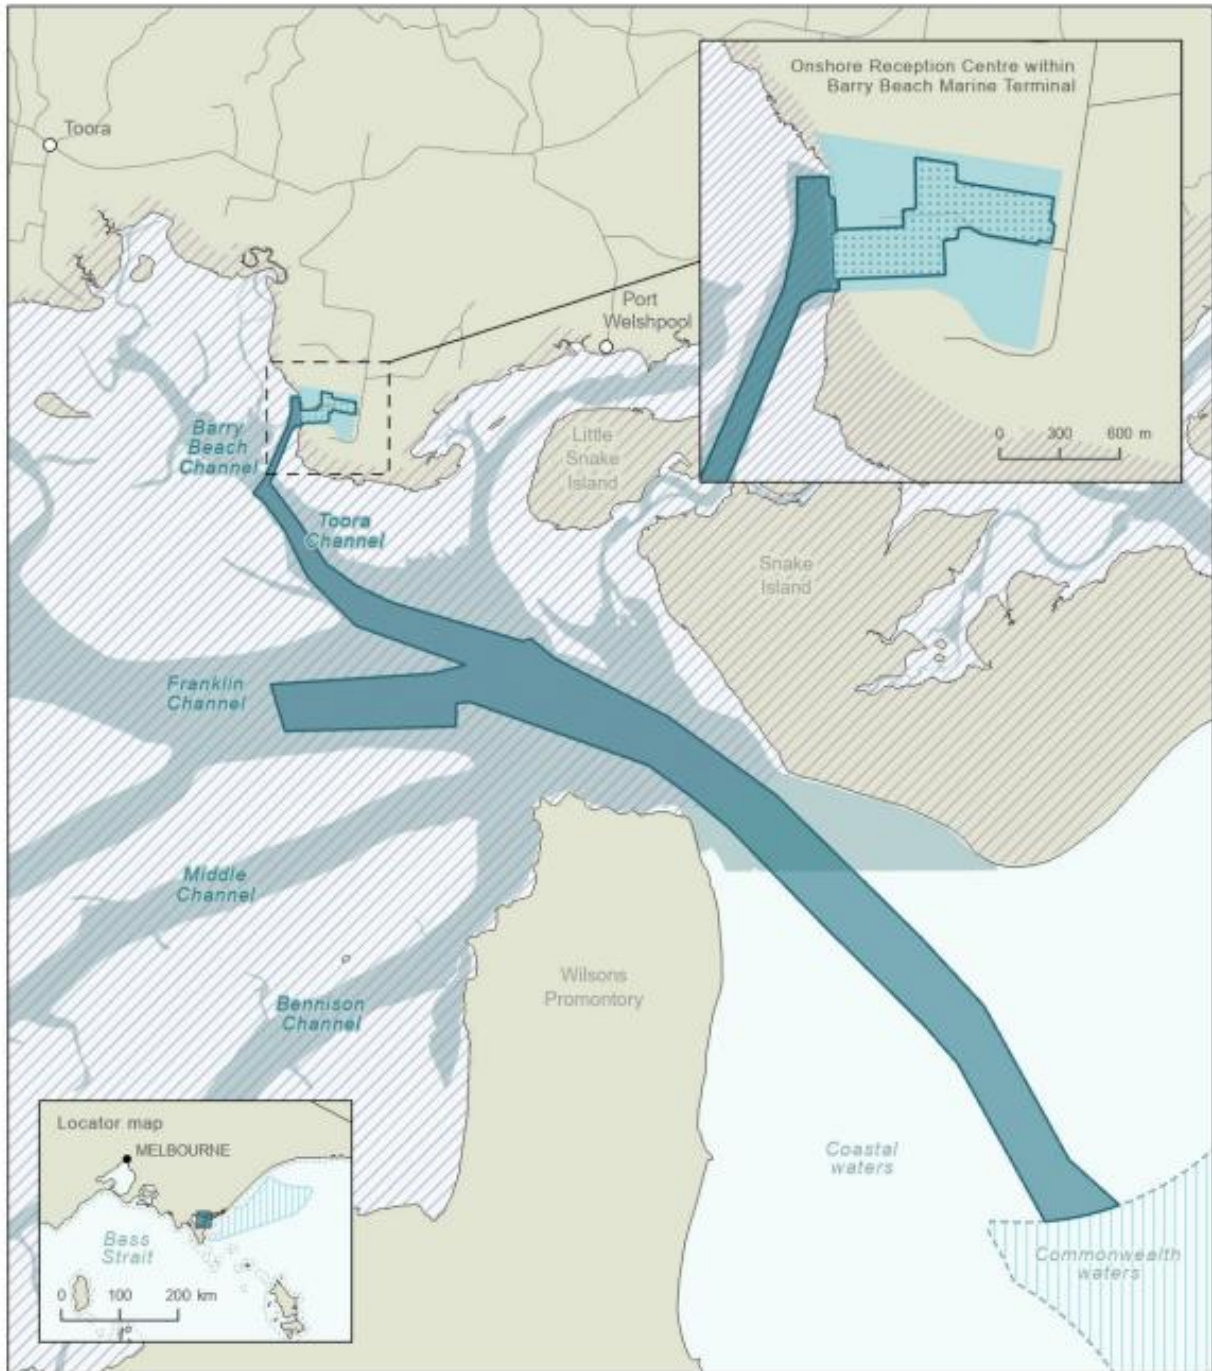 Onshore Reception Centre within
Barry Beach Marine Terminal
Toora
Port
Welshpool
0 300 600 m
Barry
Beach
Channel
Little
Snake
Island
Toora
Channel
Snake
Island
Franklin
Channel
Middle
Channel
Wilsons
Promontory
Bennison
Channel
Coastal
waters
Commonwealth
waters
Locator map
MELBOURNE
Bass
Strait
0 100 200 km